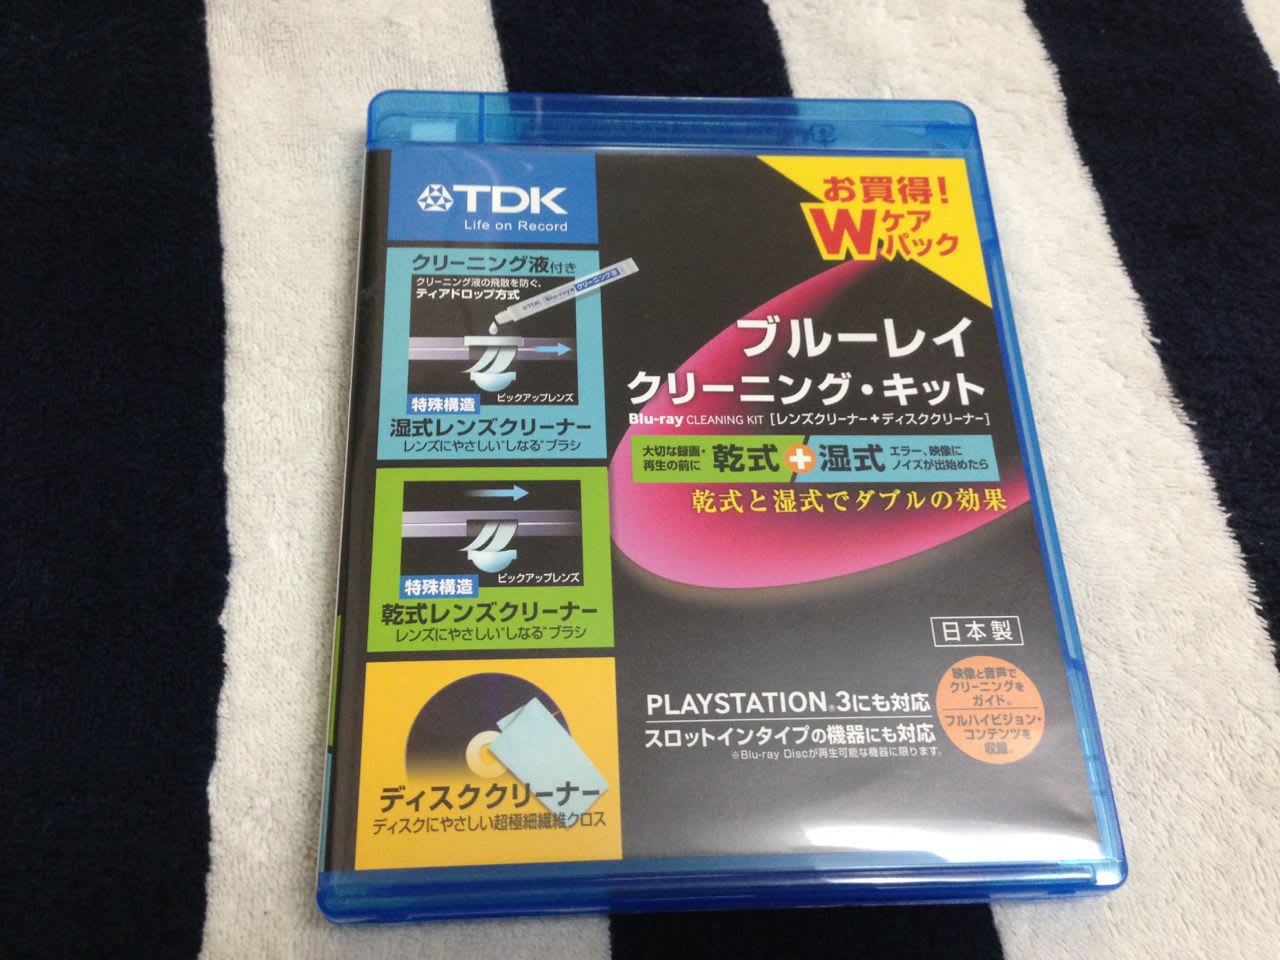 TDK
Life on Record
お買得!
Wケア
パック
クリーニング液付き
クリーニング液の飛散を防ぐ、
ティアドロップ方式
TDK Blu-ray用 クリーニング液
ピックアップレンズ
特殊構造
湿式レンズクリーナー
レンズにやさしい"しなる"ブラシ
ピックアップレンズ
特殊構造
乾式レンズクリーナー
レンズにやさしい"しなる"ブラシ
ディスククリーナー
ディスクにやさしい超極細繊維クロス
ブルーレイ
クリーニング・キット
Blu-ray CLEANING KIT [レンズクリーナー+ディスククリーナー]
大切な録画・
再生の前に
乾式+湿式
エラー、映像に
ノイズが出始めたら
乾式と湿式でダブルの効果
日本製
PLAYSTATION®3にも対応
スロットインタイプの機器にも対応
※Blu-ray Discが再生可能な機器に限ります。
映像と音声で
クリーニングを
ガイド。
フルハイビジョン・
コンテンツを
収録。